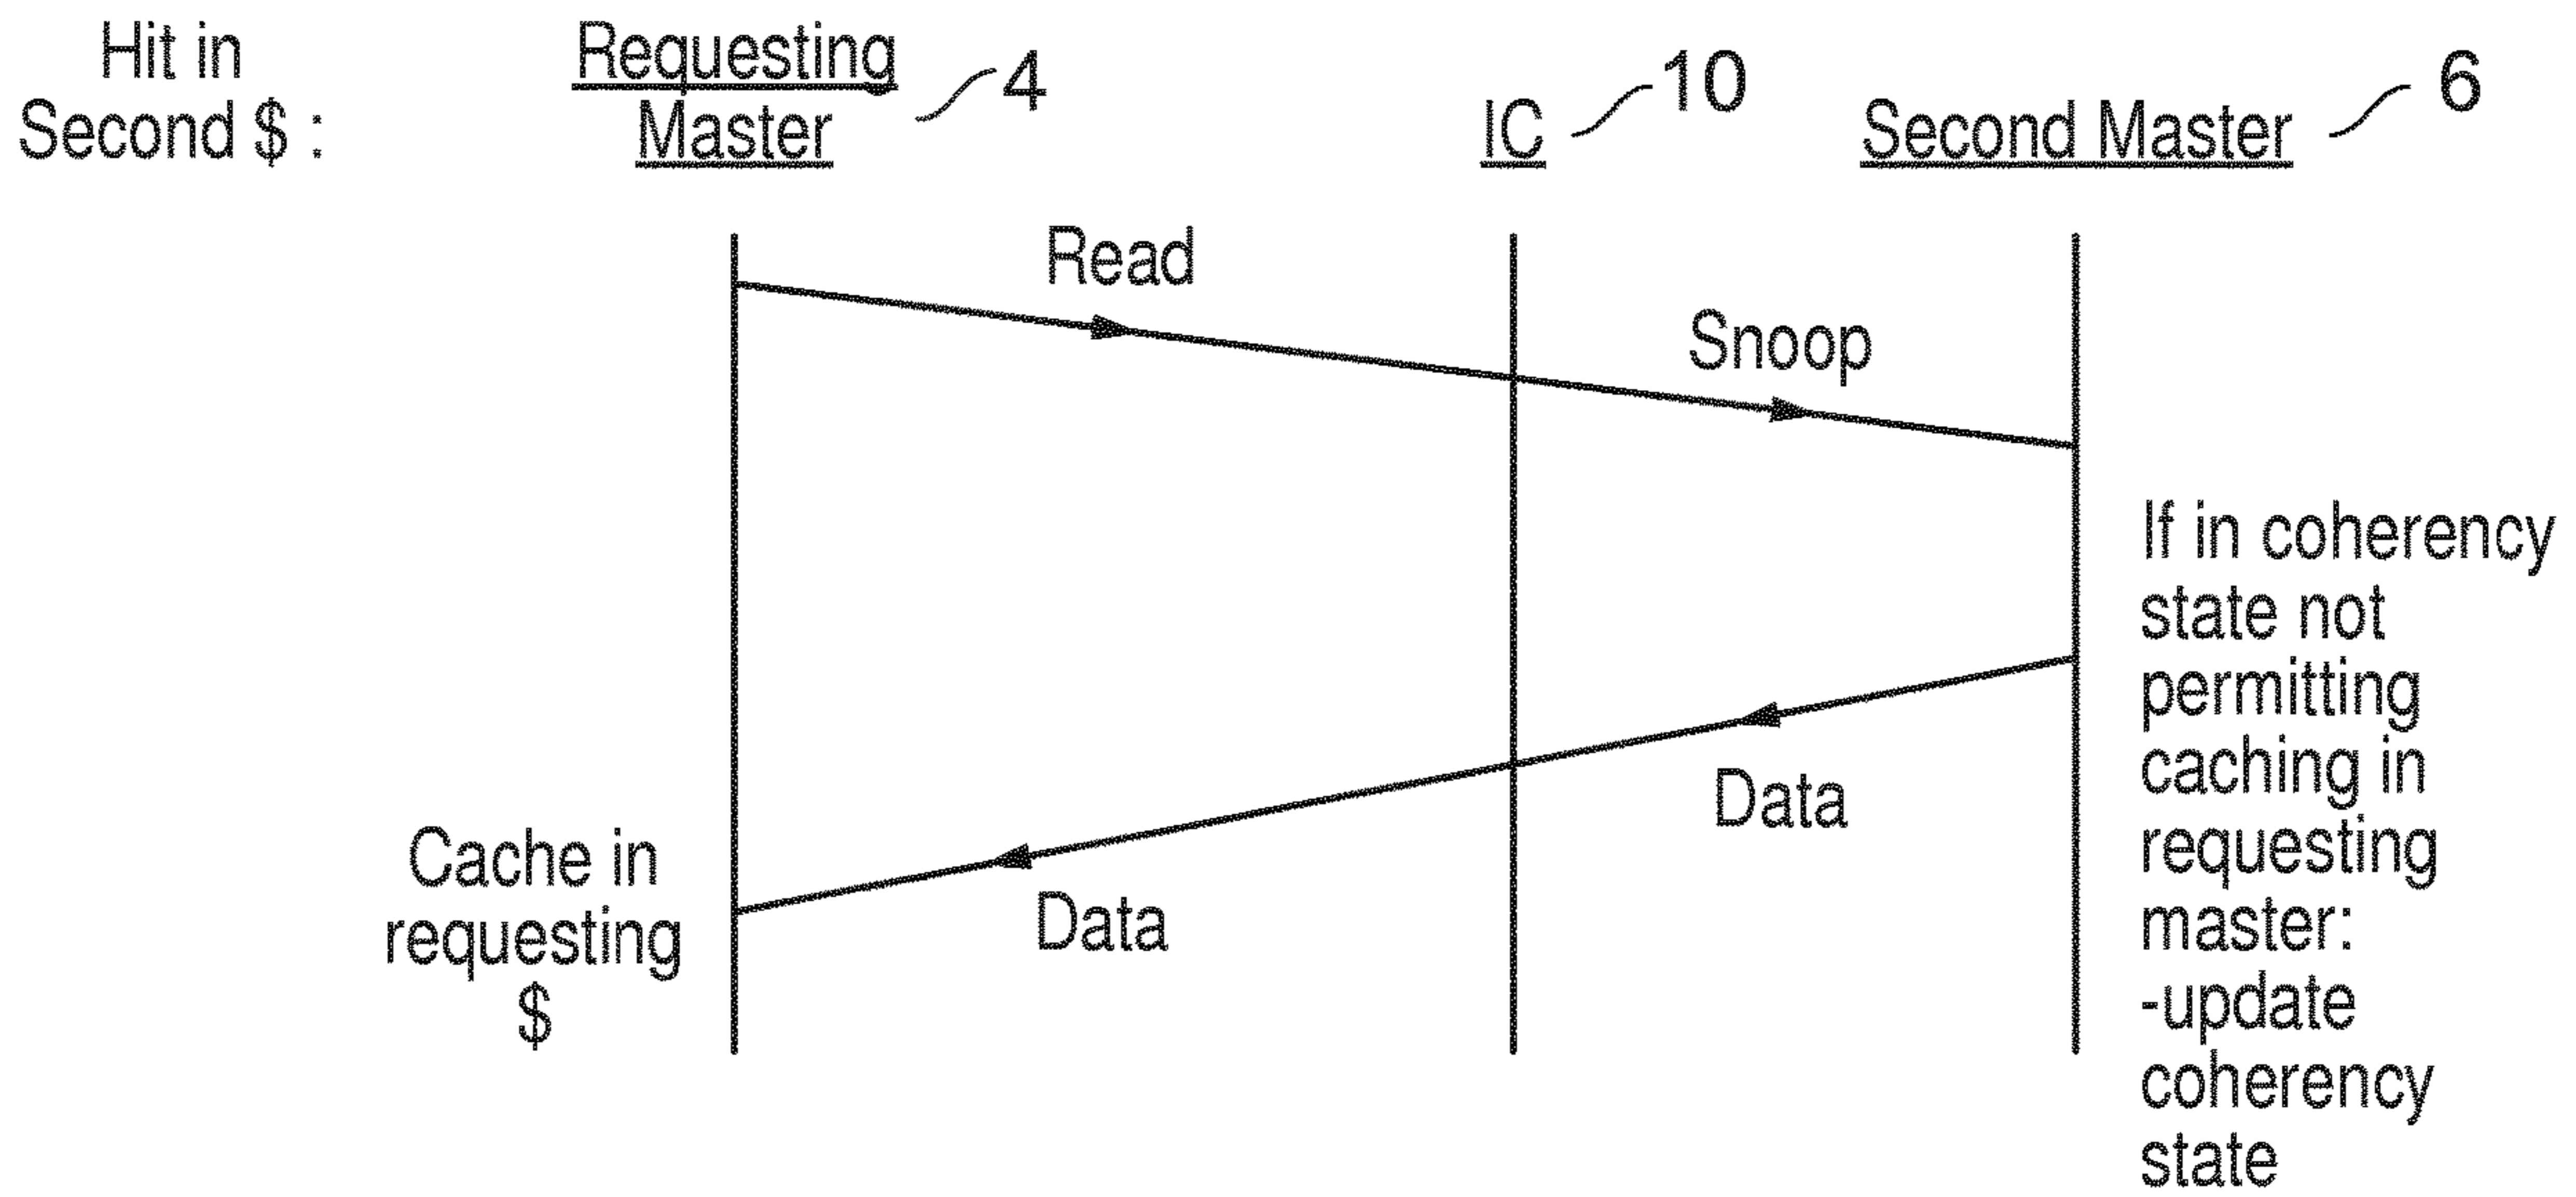 Hit in
Second $ :
Requesting
Master
4
IC
10
Second Master
6
Read
Snoop
If in coherency
state not
permitting
caching in
requesting
master:
-update
coherency
state
Data
Data
Cache in
requesting
$